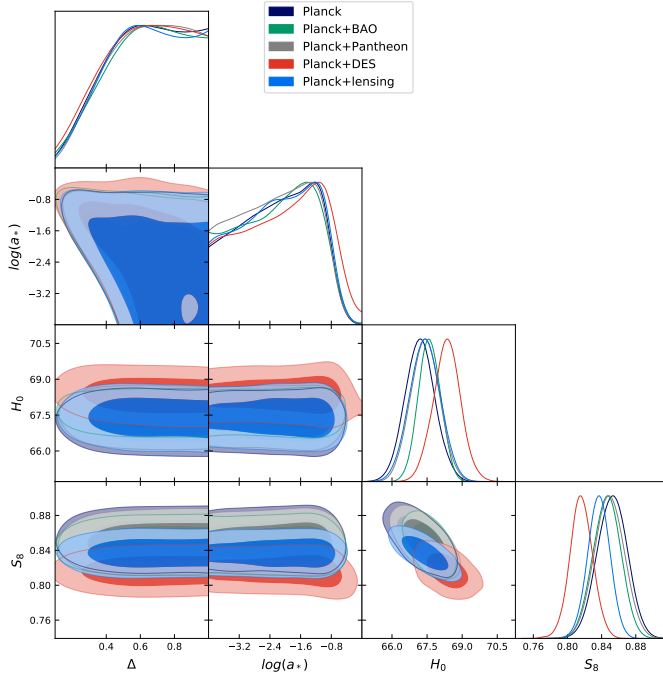 Planck
Planck+BAO
Planck+Pantheon
Planck+DES
Planck+lensing
−0.8
−1.6
−2.4
−3.2
log(a*)
70.5
69.0
67.5
66.0
H₀
0.88
0.84
0.80
0.76
S₈
0.4 0.8
Δ
−3.2 −2.4 −1.6 −0.8
log(a*)
66.0 67.5 69.0 70.5
H₀
0.76 0.80 0.84 0.88
S₈